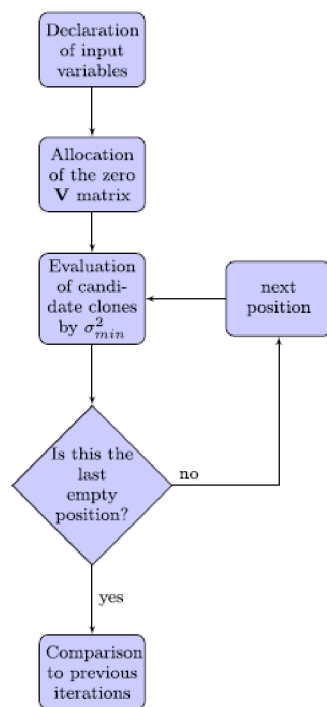 Declaration
of input
variables
Allocation
of the zero
V matrix
Evaluation
of candi-
date clones
by σ²ₘᵢₙ
next
position
Is this the
last
empty
position?
no
yes
Comparison
to previous
iterations